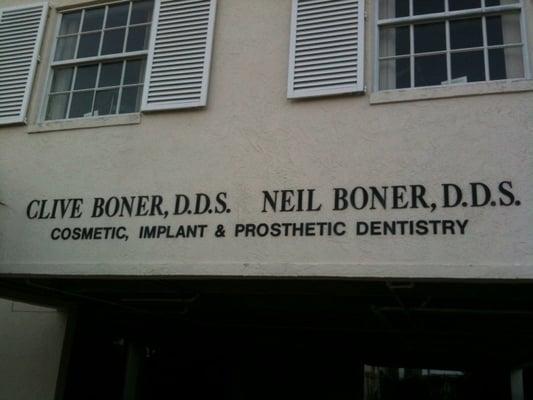 CLIVE BONER, D.D.S. NEIL BONER, D.D.S.
COSMETIC, IMPLANT & PROSTHETIC DENTISTRY